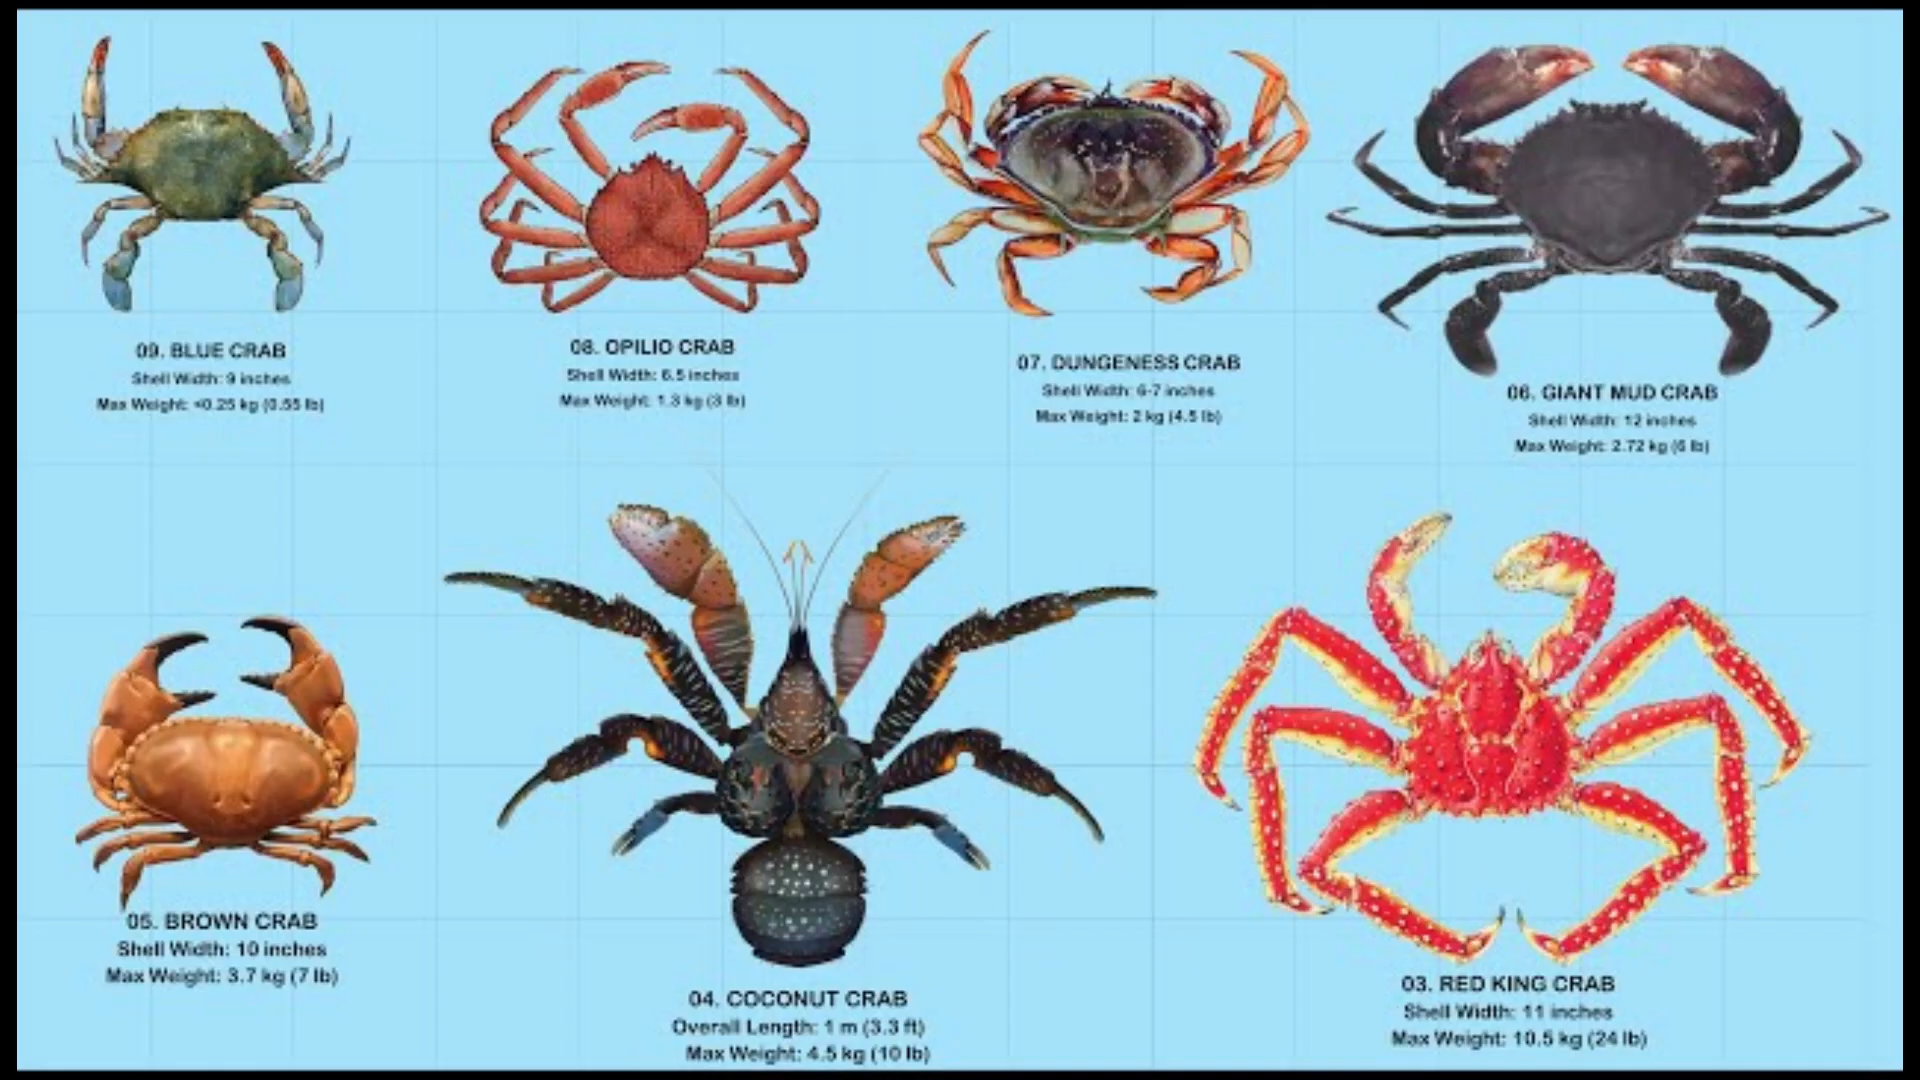 09. BLUE CRAB
Shell Width: 9 inches
Max Weight: <0.25 kg (0.55 lb)
08. OPILIO CRAB
Shell Width: 6.5 inches
Max Weight: 1.3 kg (3 lb)
07. DUNGENESS CRAB
Shell Width: 6-7 inches
Max Weight: 2 kg (4.5 lb)
06. GIANT MUD CRAB
Shell Width: 12 inches
Max Weight: 2.72 kg (6 lb)
05. BROWN CRAB
Shell Width: 10 inches
Max Weight: 3.7 kg (7 lb)
04. COCONUT CRAB
Overall Length: 1 m (3.3 ft)
Max Weight: 4.5 kg (10 lb)
03. RED KING CRAB
Shell Width: 11 inches
Max Weight: 10.5 kg (24 lb)